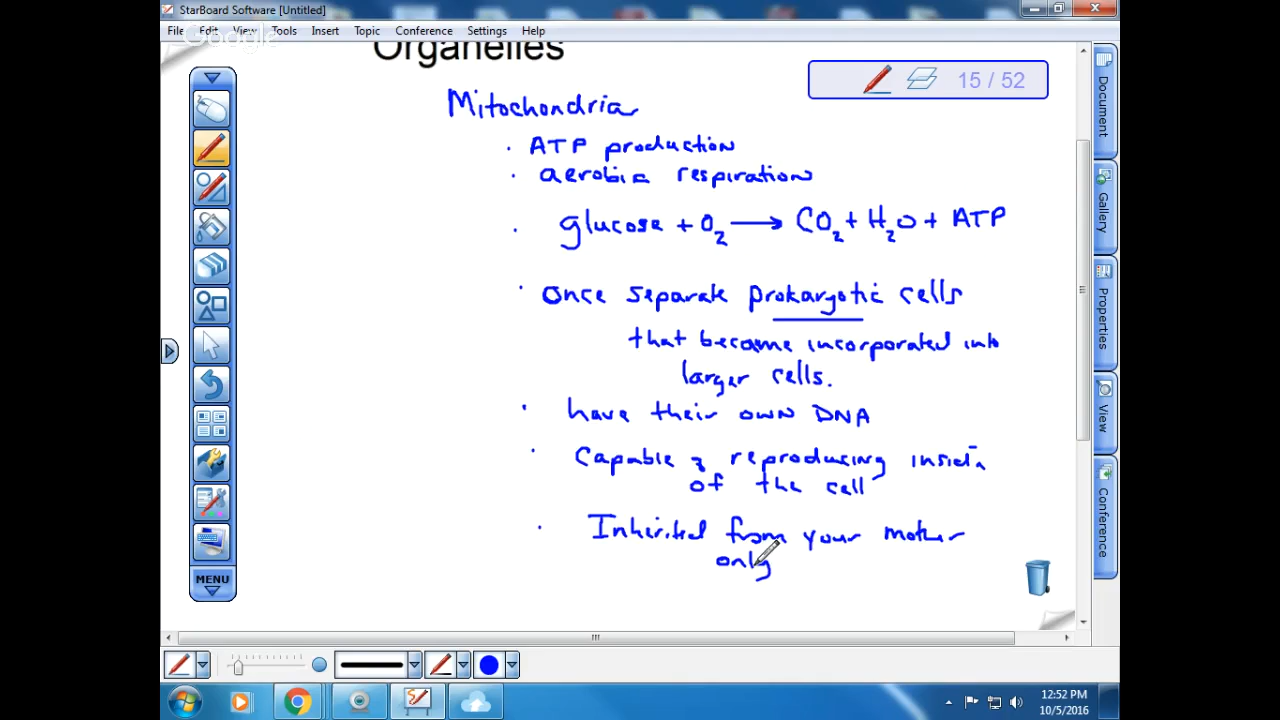 StarBoard Software [Untitled]
File Edit View Tools Insert Topic Conference Settings Help
Google
Organelles
15 / 52
Mitochondria
· ATP production
· aerobic respiration
· glucose + O2 → CO2 + H2O + ATP
· Once separate prokaryotic cells
that became incorporated into
larger cells.
· have their own DNA
· Capable of reproducing inside
of the cell
· Inherited from your mother
only
MENU
Document
Gallery
Properties
View
Conference
12:52 PM
10/5/2016